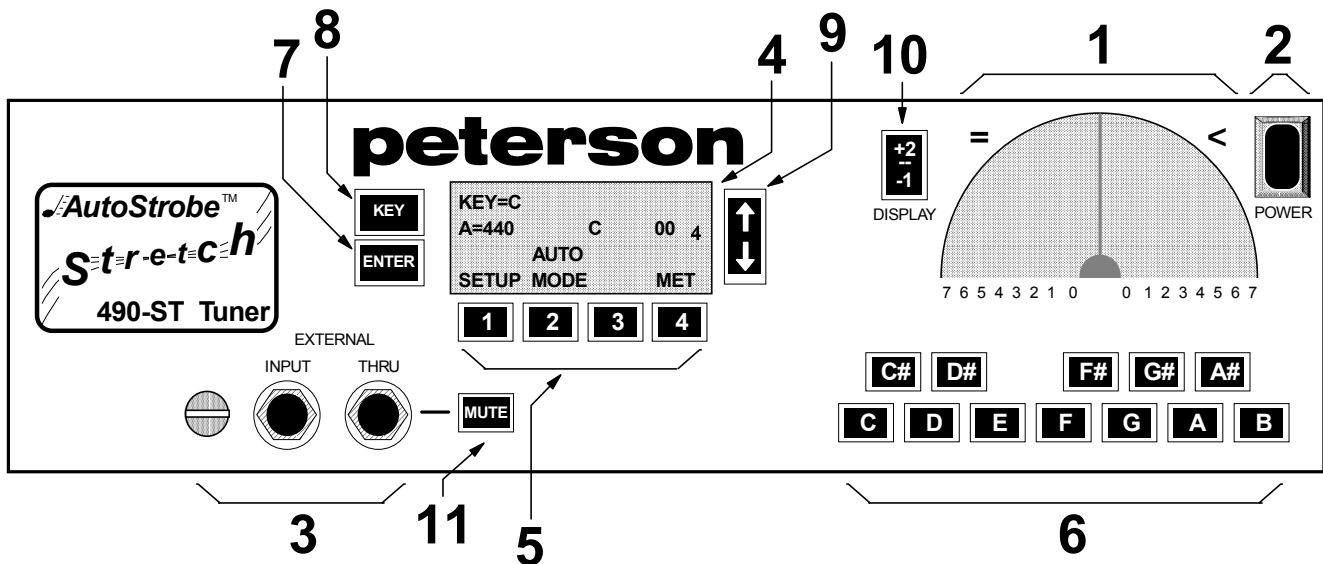 7
8
4
9
10
1
2
peterson
AutoStrobe™
Stretch
490-ST Tuner
KEY
ENTER
KEY=C
A=440 C 00 4
AUTO
SETUP MODE MET
1 2 3 4
+2
--
-1
DISPLAY
= <
POWER
7 6 5 4 3 2 1 0 0 1 2 3 4 5 6 7
EXTERNAL
INPUT THRU
MUTE
C# D# F# G# A#
C D E F G A B
3
11
5
6